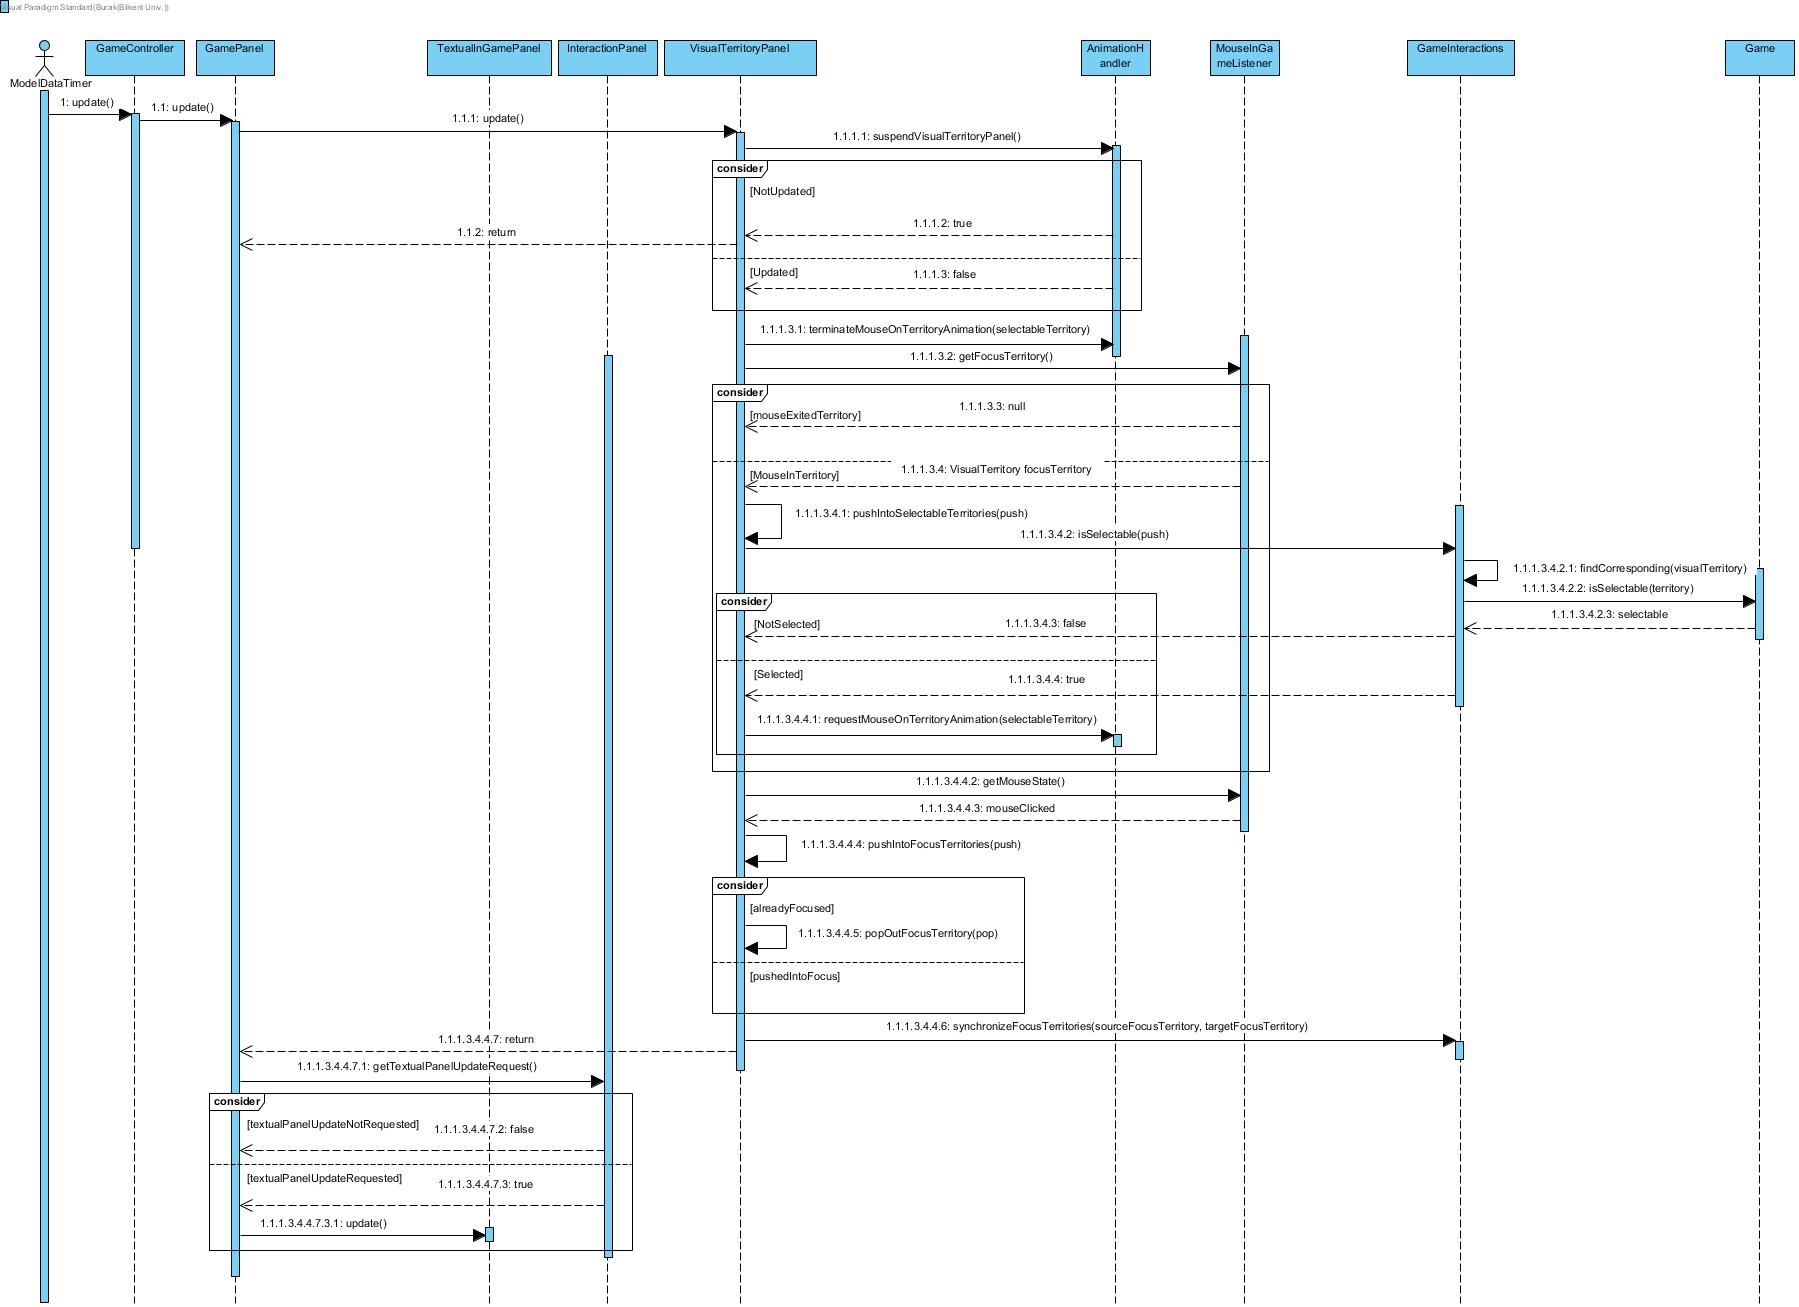 Visual Paradigm Standard(Burak(Bilkent Univ.))
GameController
GamePanel
TextualInGamePanel
InteractionPanel
VisualTerritoryPanel
AnimationH
andler
MouseInGa
meListener
GameInteractions
Game
ModelDataTimer
1: update()
1.1: update()
1.1.1: update()
1.1.1.1: suspendVisualTerritoryPanel()
consider
[NotUpdated]
1.1.1.2: true
1.1.2: return
[Updated]
1.1.1.3: false
1.1.1.3.1: terminateMouseOnTerritoryAnimation(selectableTerritory)
1.1.1.3.2: getFocusTerritory()
consider
1.1.1.3.3: null
[mouseExitedTerritory]
1.1.1.3.4: VisualTerritory focusTerritory
[MouseInTerritory]
1.1.1.3.4.1: pushIntoSelectableTerritories(push)
1.1.1.3.4.2: isSelectable(push)
1.1.1.3.4.2.1: findCorresponding(visualTerritory)
1.1.1.3.4.2.2: isSelectable(territory)
consider
1.1.1.3.4.2.3: selectable
[NotSelected]
1.1.1.3.4.3: false
[Selected]
1.1.1.3.4.4: true
1.1.1.3.4.4.1: requestMouseOnTerritoryAnimation(selectableTerritory)
1.1.1.3.4.4.2: getMouseState()
1.1.1.3.4.4.3: mouseClicked
1.1.1.3.4.4.4: pushIntoFocusTerritories(push)
consider
[alreadyFocused]
1.1.1.3.4.4.5: popOutFocusTerritory(pop)
[pushedIntoFocus]
1.1.1.3.4.4.6: synchronizeFocusTerritories(sourceFocusTerritory, targetFocusTerritory)
1.1.1.3.4.4.7: return
1.1.1.3.4.4.7.1: getTextualPanelUpdateRequest()
consider
[textualPanelUpdateNotRequested]
1.1.1.3.4.4.7.2: false
[textualPanelUpdateRequested]
1.1.1.3.4.4.7.3: true
1.1.1.3.4.4.7.3.1: update()